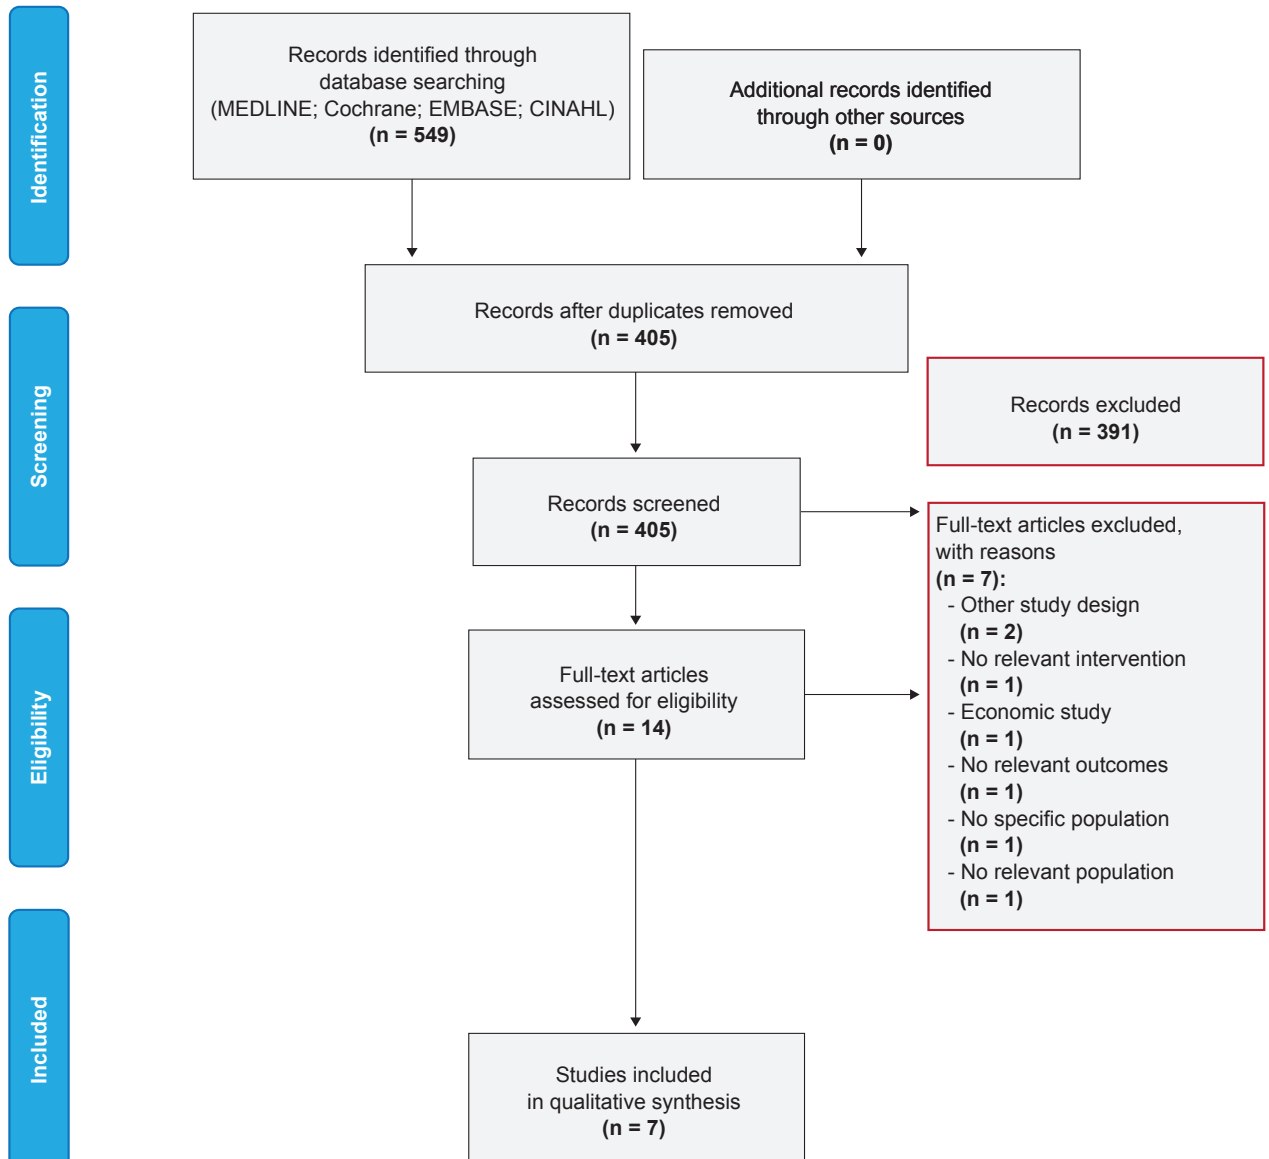 Identification
Records identified through
database searching
(MEDLINE; Cochrane; EMBASE; CINAHL)
(n = 549)
Additional records identified
through other sources
(n = 0)
Records after duplicates removed
(n = 405)
Screening
Records excluded
(n = 391)
Records screened
(n = 405)
Full-text articles excluded,
with reasons
(n = 7):
- Other study design
(n = 2)
- No relevant intervention
(n = 1)
- Economic study
(n = 1)
- No relevant outcomes
(n = 1)
- No specific population
(n = 1)
- No relevant population
(n = 1)
Eligibility
Full-text articles
assessed for eligibility
(n = 14)
Included
Studies included
in qualitative synthesis
(n = 7)